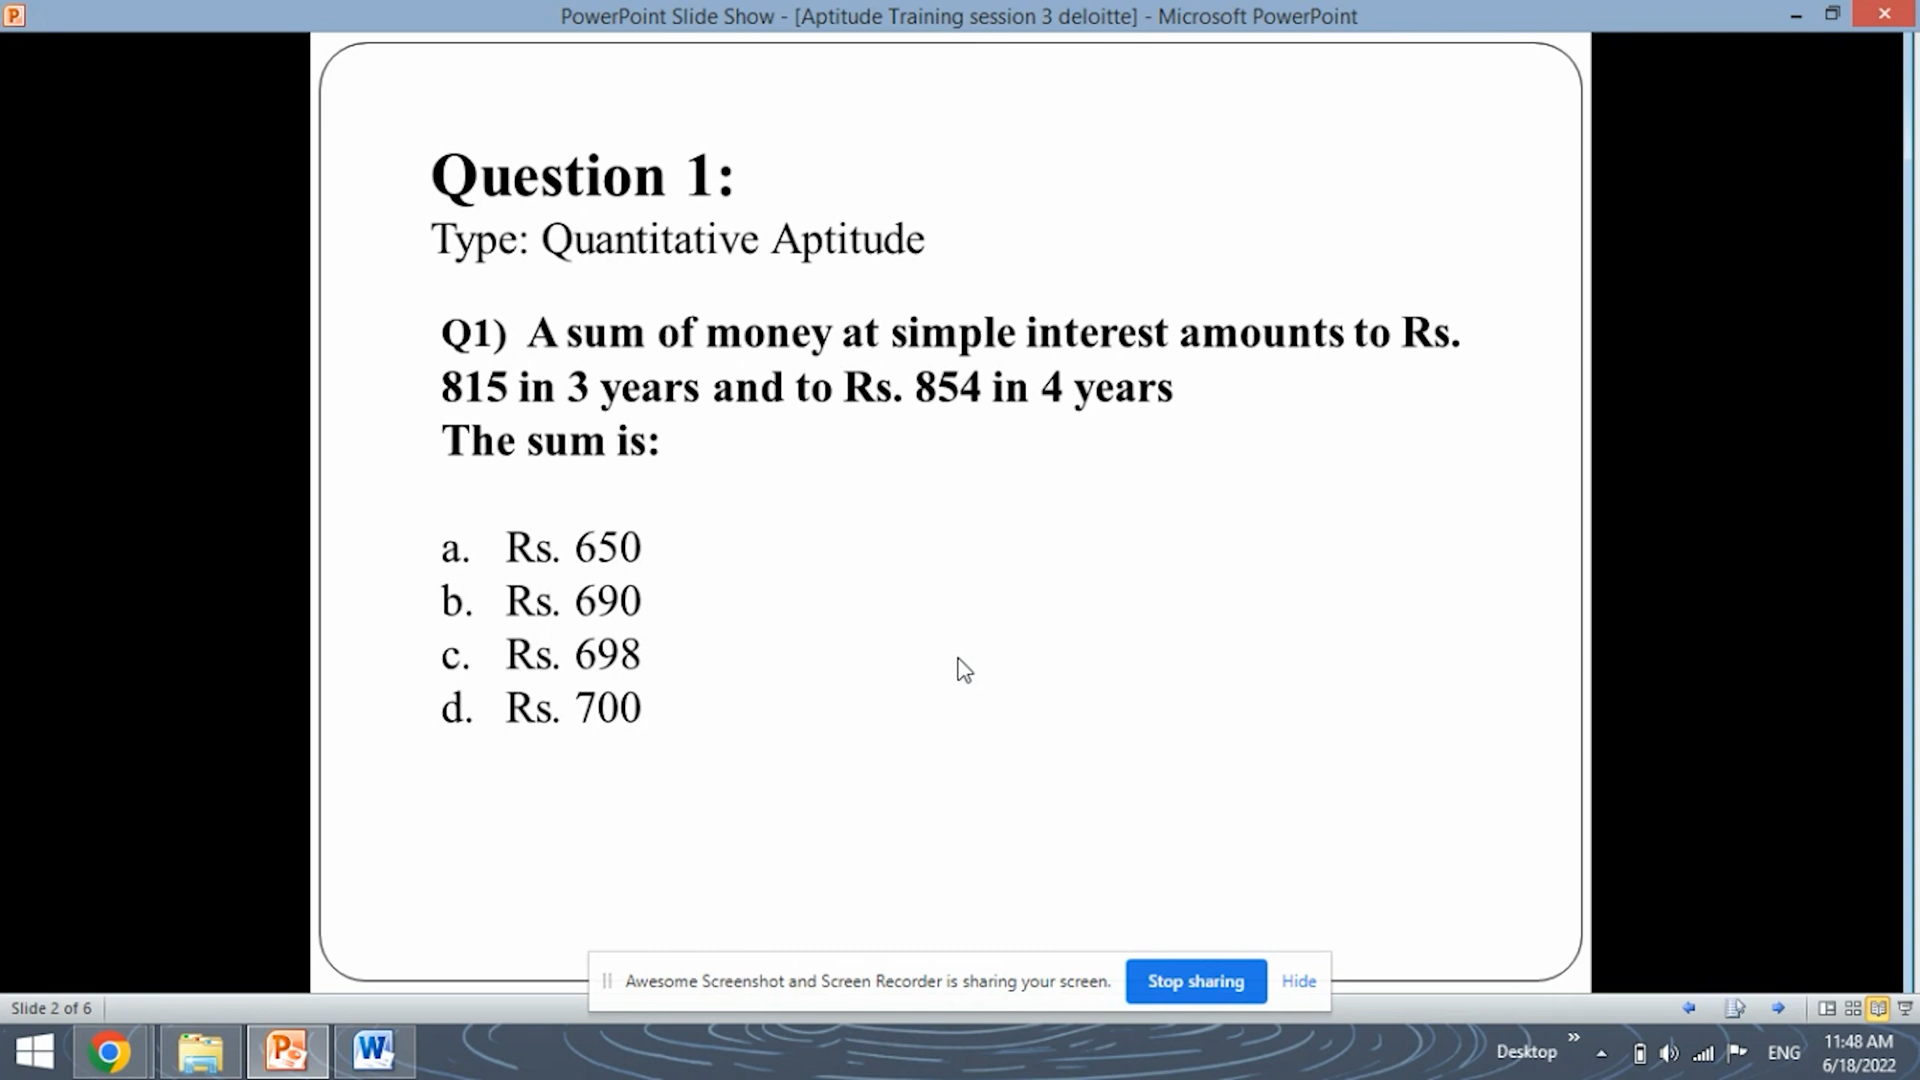 PowerPoint Slide Show - [Aptitude Training session 3 deloitte] - Microsoft PowerPoint
Question 1:
Type: Quantitative Aptitude
Q1) A sum of money at simple interest amounts to Rs.
815 in 3 years and to Rs. 854 in 4 years
The sum is:
a. Rs. 650
b. Rs. 690
c. Rs. 698
d. Rs. 700
Awesome Screenshot and Screen Recorder is sharing your screen. Stop sharing Hide
Slide 2 of 6
Desktop ENG 11:48 AM
6/18/2022